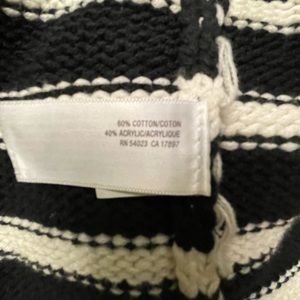 60% COTTON/COTON
40% ACRYLIC/ACRYLIQUE
RN 54023 CA 17897